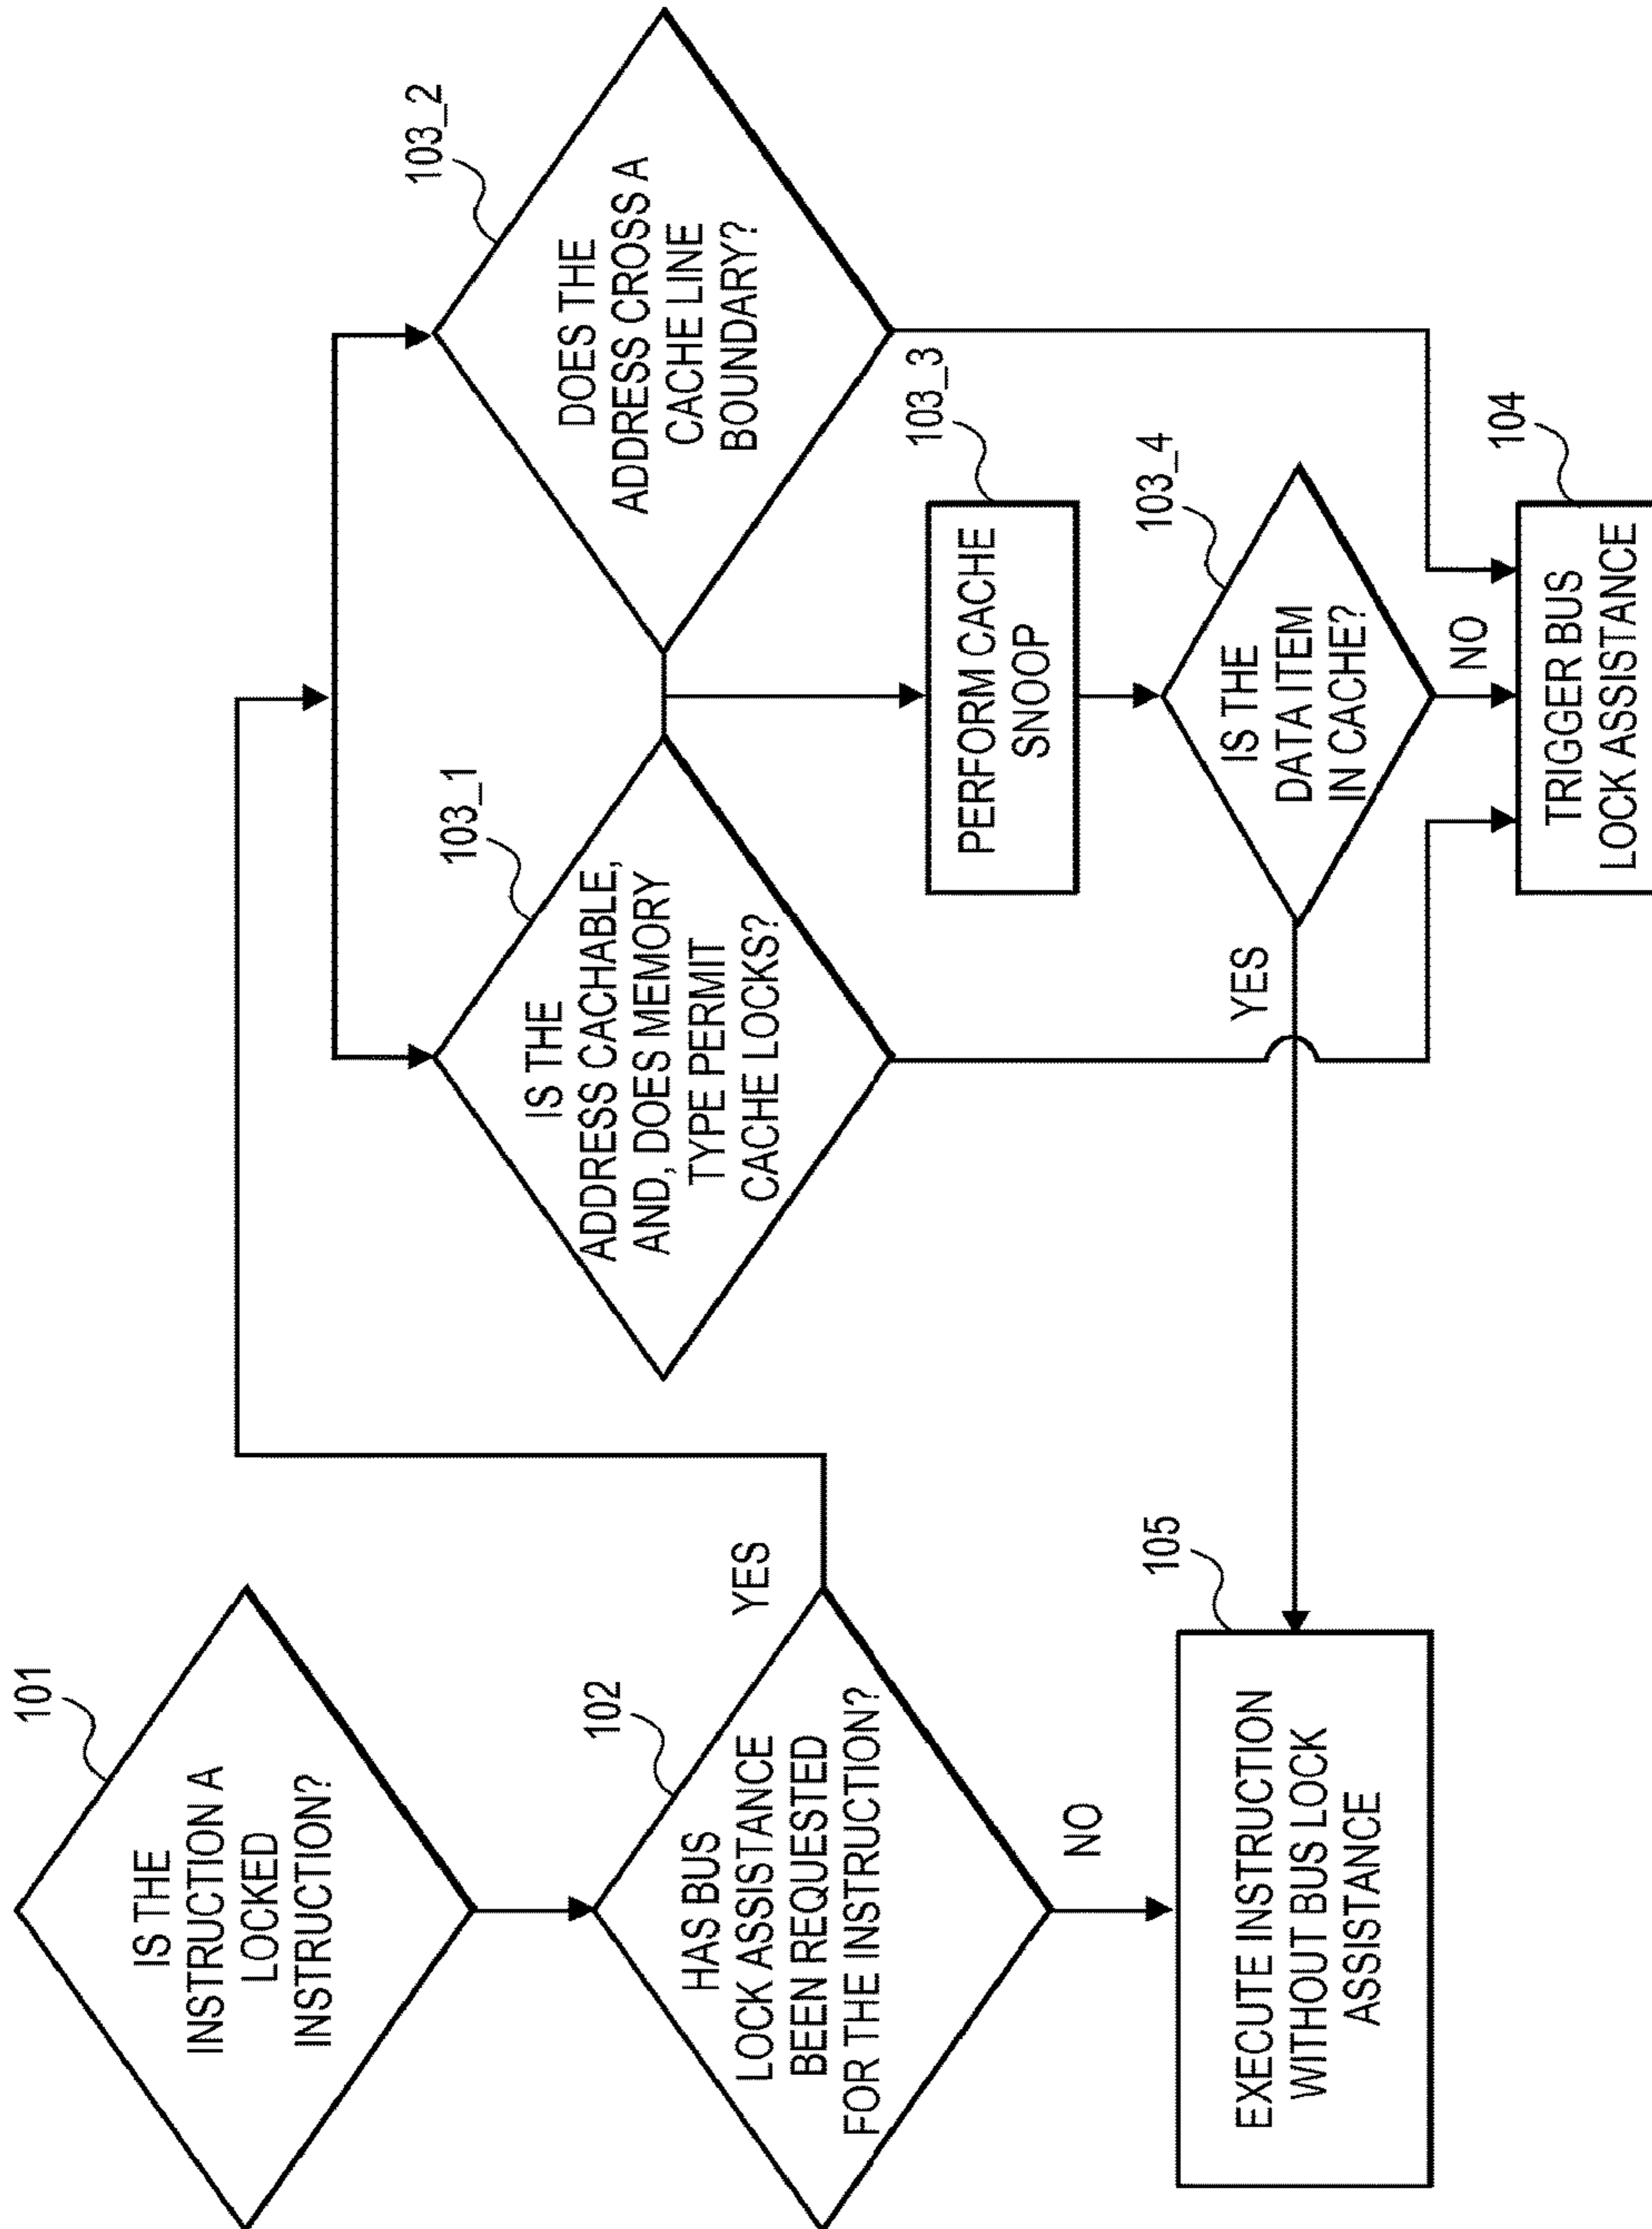 101
IS THE
INSTRUCTION A
LOCKED
INSTRUCTION?
102
HAS BUS
LOCK ASSISTANCE
BEEN REQUESTED
FOR THE INSTRUCTION?
YES
NO
105
EXECUTE INSTRUCTION
WITHOUT BUS LOCK
ASSISTANCE
103_1
IS THE
ADDRESS CACHABLE,
AND, DOES MEMORY
TYPE PERMIT
CACHE LOCKS?
103_2
DOES THE
ADDRESS CROSS A
CACHE LINE
BOUNDARY?
103_3
PERFORM CACHE
SNOOP
103_4
IS THE
DATA ITEM
IN CACHE?
YES
NO
104
TRIGGER BUS
LOCK ASSISTANCE